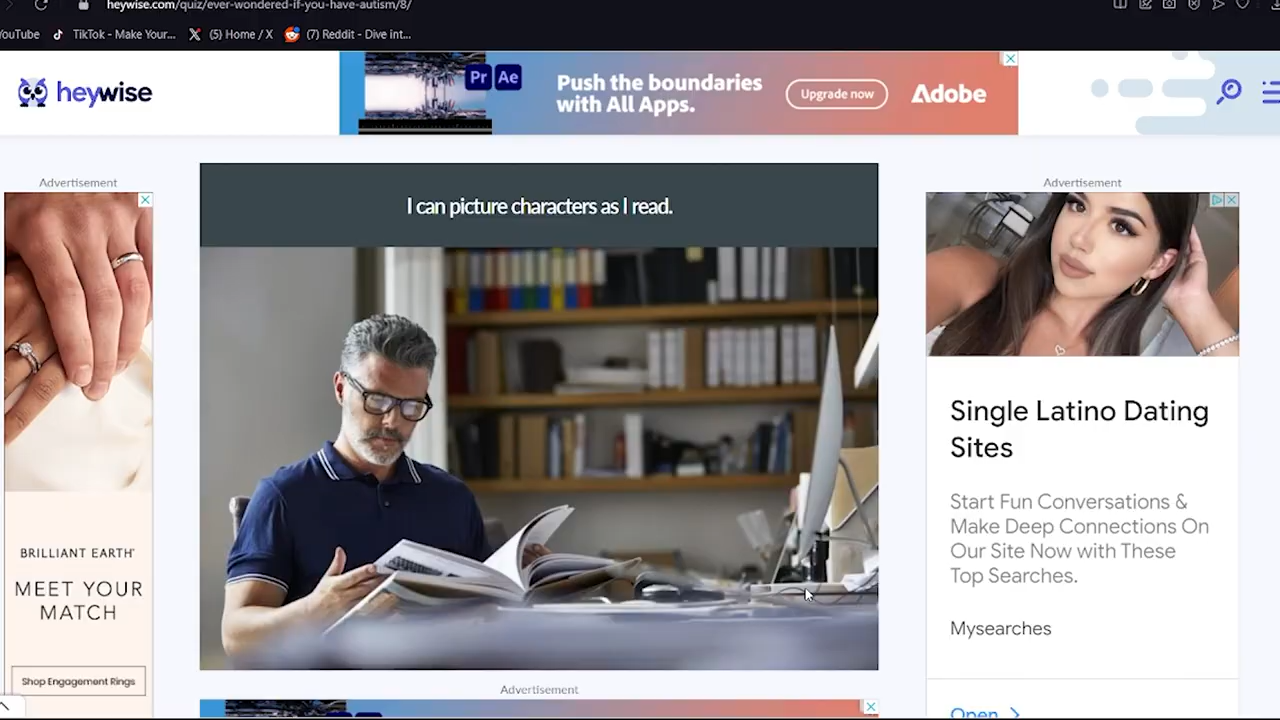 heywise.com/quiz/ever-wondered-if-you-have-autism/8/
YouTube
TikTok - Make Your...
(5) Home / X
(7) Reddit - Dive int...
heywise
Pr Ae
Push the boundaries
with All Apps.
Upgrade now
Adobe
Advertisement
I can picture characters as I read.
Advertisement
BRILLIANT EARTH
MEET YOUR
MATCH
Shop Engagement Rings
Single Latino Dating
Sites
Start Fun Conversations &
Make Deep Connections On
Our Site Now with These
Top Searches.
Mysearches
Open
Advertisement